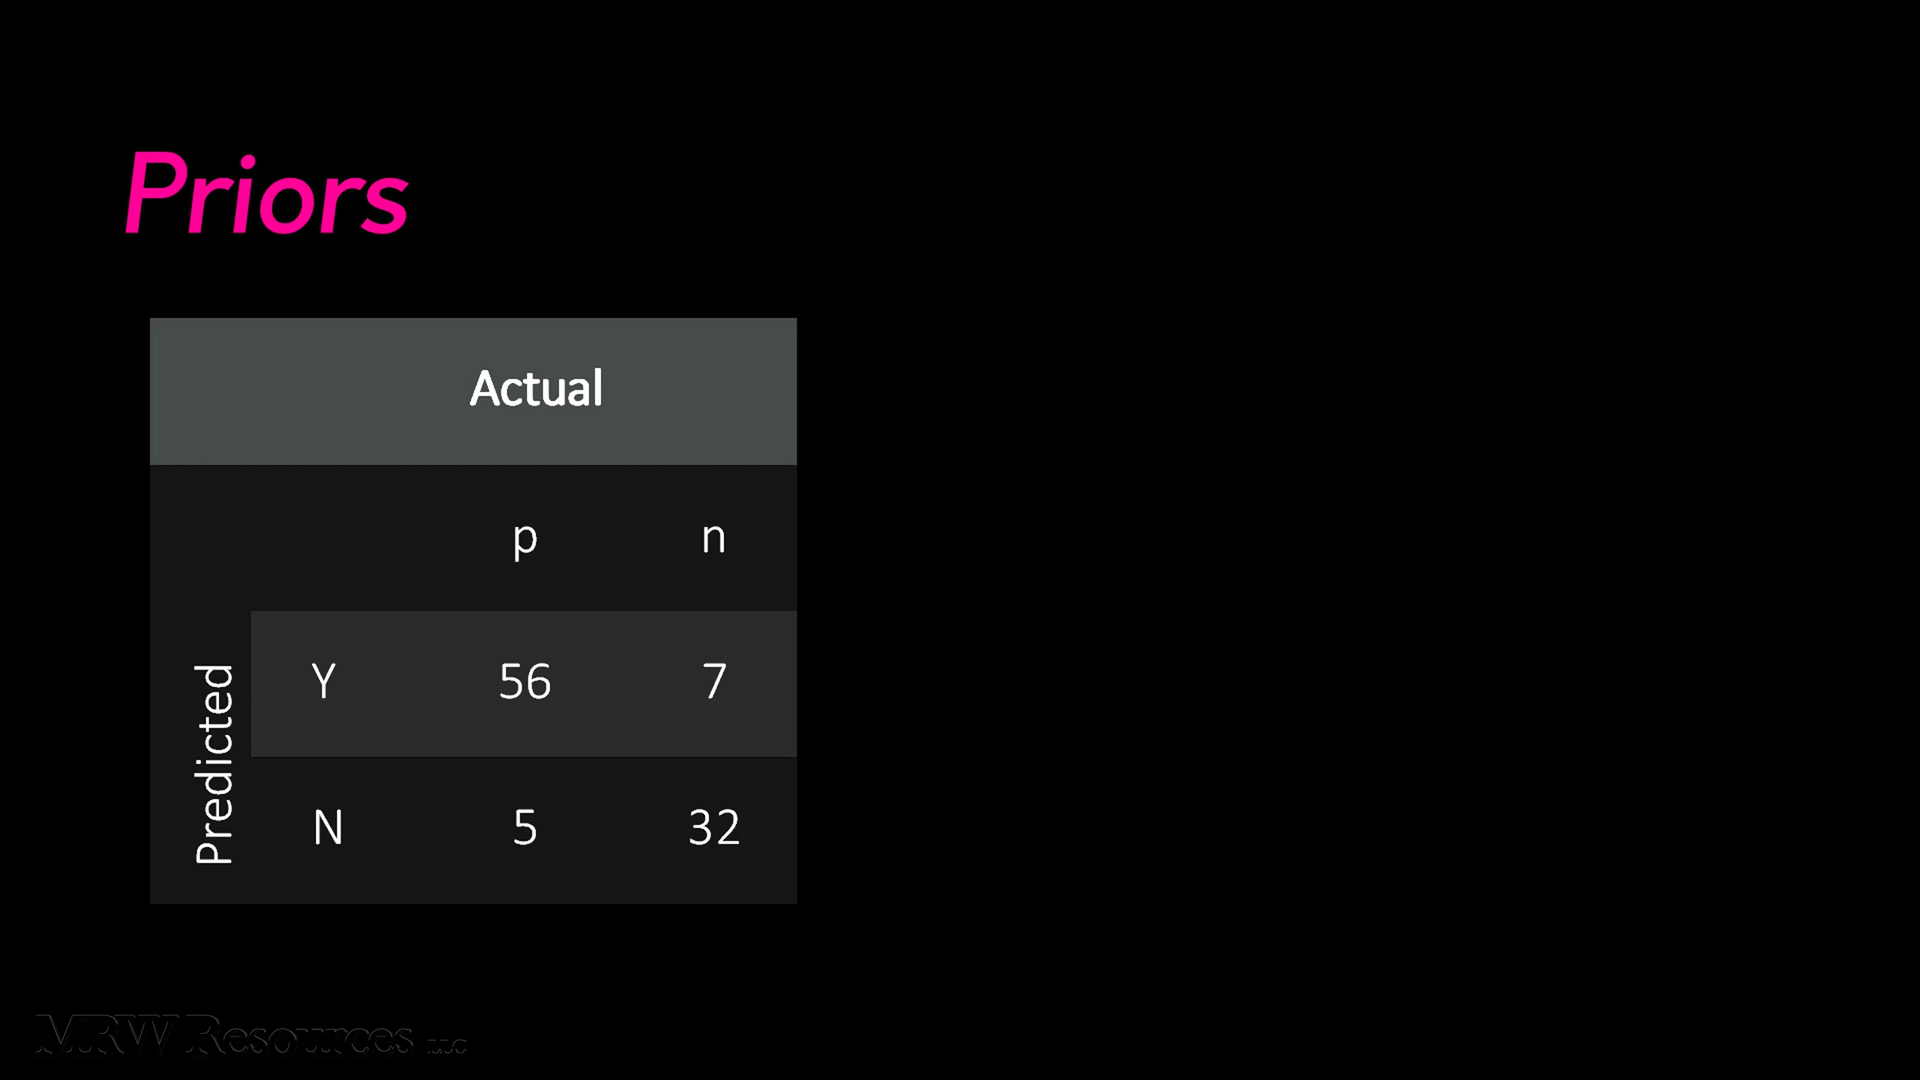 Priors
Actual
p n
Y 56 7
Predicted
N 5 32
MRW Resources LLC